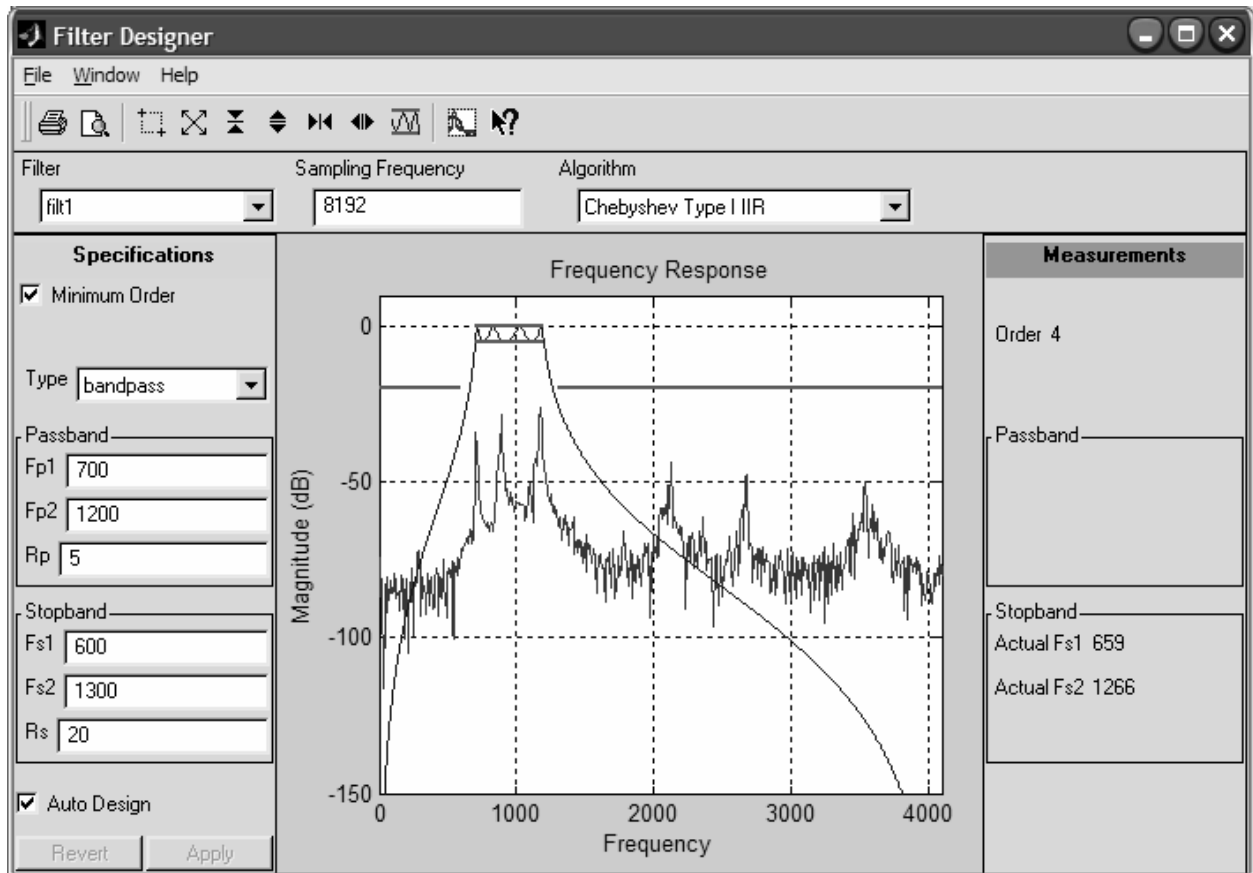 Filter Designer
File Window Help
Filter
Sampling Frequency
Algorithm
filt1
8192
Chebyshev Type I IIR
Specifications
Minimum Order
Type bandpass
Passband
Fp1 700
Fp2 1200
Rp 5
Stopband
Fs1 600
Fs2 1300
Rs 20
Auto Design
Revert Apply
Frequency Response
0
-50
-100
-150
Magnitude (dB)
0 1000 2000 3000 4000
Frequency
Measurements
Order 4
Passband
Stopband
Actual Fs1 659
Actual Fs2 1266